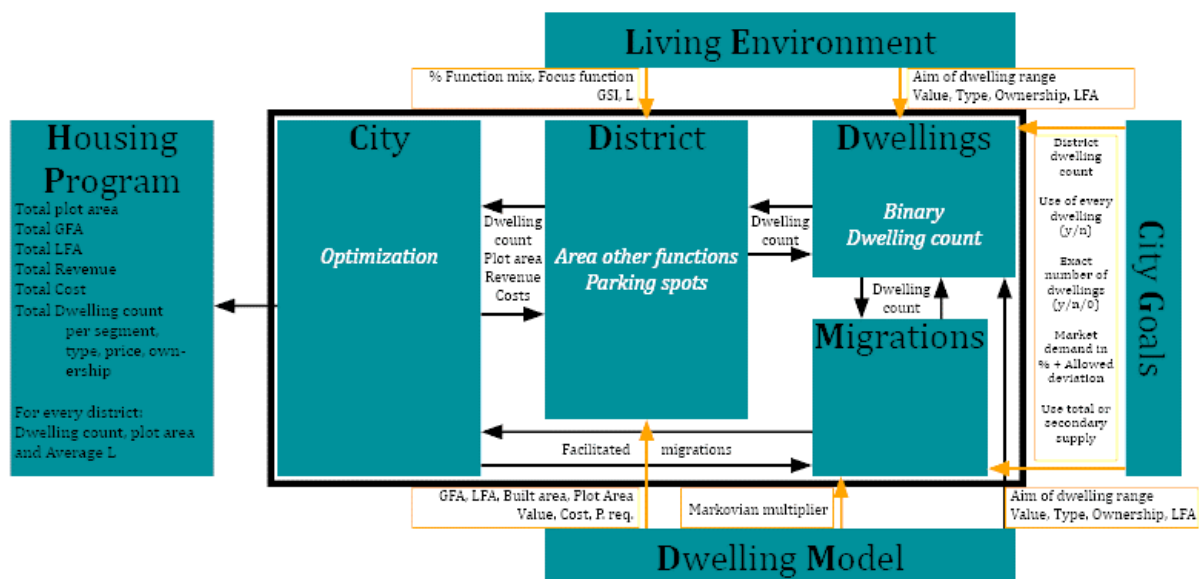 Living Environment
% Function mix, Focus function
GSI, L
Aim of dwelling range
Value, Type, Ownership, LFA
Housing
Program
Total plot area
Total GFA
Total LFA
Total Revenue
Total Cost
Total Dwelling count
per segment,
type, price, own-
ership
For every district:
Dwelling count, plot area
and Average L
City
Optimization
Dwelling
count
Plot area
Revenue
Costs
District
Area other functions
Parking spots
Dwelling
count
Dwellings
Binary
Dwelling count
Dwelling
count
Migrations
Facilitated migrations
District
dwelling
count
Use of every
dwelling
(y/n)
Exact
number of
dwellings
(y/n/0)
Market
demand in
% + Allowed
deviation
Use total or
secondary
supply
City Goals
GFA, LFA, Built area, Plot Area
Value, Cost, P. req.
Markovian multiplier
Aim of dwelling range
Value, Type, Ownership, LFA
Dwelling Model